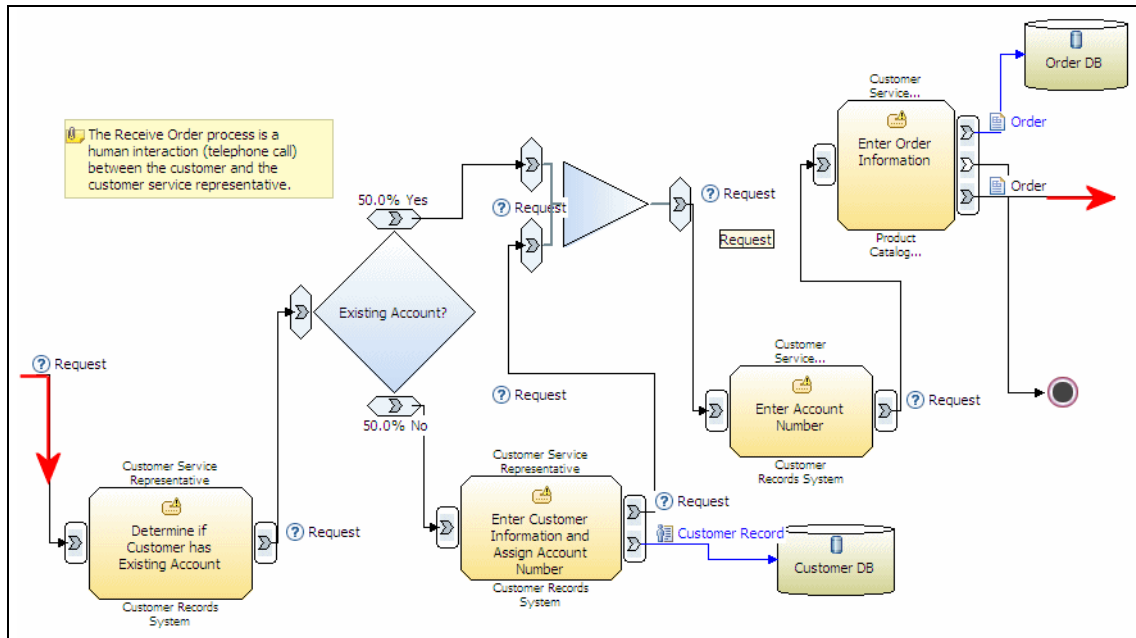 Order DB
Customer
Service...
Enter Order
Information
Order
Order
Product
Catalog...
The Receive Order process is a
human interaction (telephone call)
between the customer and the
customer service representative.
50.0% Yes
Request
Request
Request
Existing Account?
Request
50.0% No
Request
Customer
Service...
Enter Account
Number
Customer
Records System
Request
Customer Service
Representative
Determine if
Customer has
Existing Account
Customer Records
System
Request
Customer Service
Representative
Enter Customer
Information and
Assign Account
Number
Customer Records
System
Request
Customer Record
Customer DB